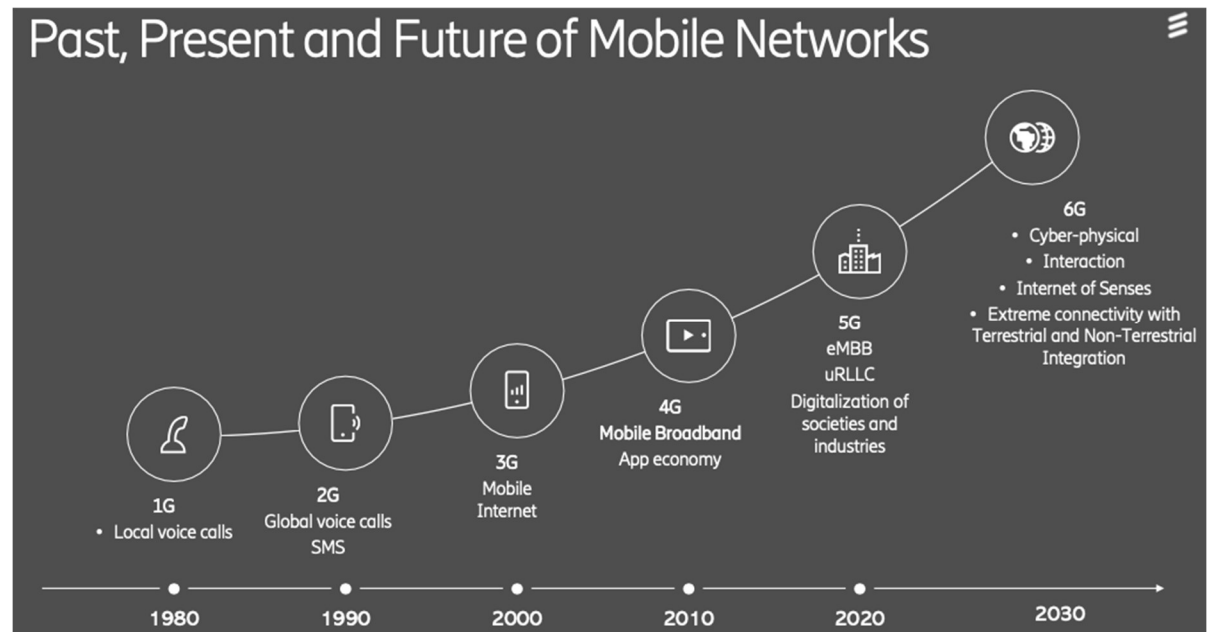 Past, Present and Future of Mobile Networks
1G
• Local voice calls
2G
Global voice calls
SMS
3G
Mobile
Internet
4G
Mobile Broadband
App economy
5G
eMBB
uRLLC
Digitalization of
societies and
industries
6G
• Cyber-physical
• Interaction
• Internet of Senses
• Extreme connectivity with
Terrestrial and Non-Terrestrial
Integration
1980
1990
2000
2010
2020
2030